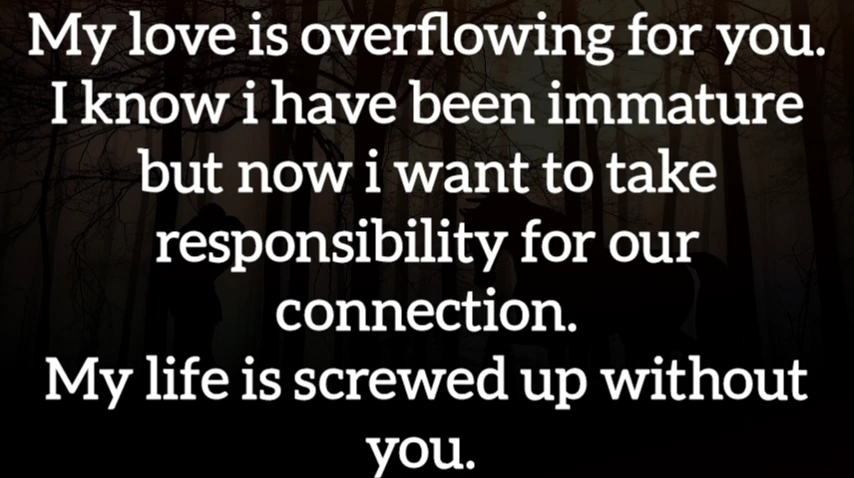 My love is overflowing for you.
I know i have been immature
but now i want to take
responsibility for our
connection.
My life is screwed up without
you.